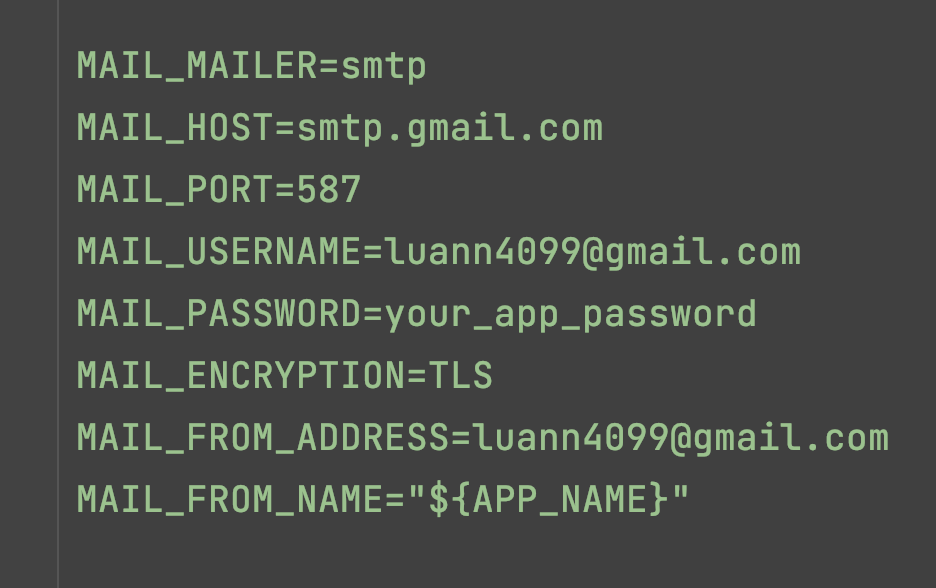 MAIL_MAILER=smtp
MAIL_HOST=smtp.gmail.com
MAIL_PORT=587
MAIL_USERNAME=luann4099@gmail.com
MAIL_PASSWORD=your_app_password
MAIL_ENCRYPTION=TLS
MAIL_FROM_ADDRESS=luann4099@gmail.com
MAIL_FROM_NAME="${APP_NAME}"